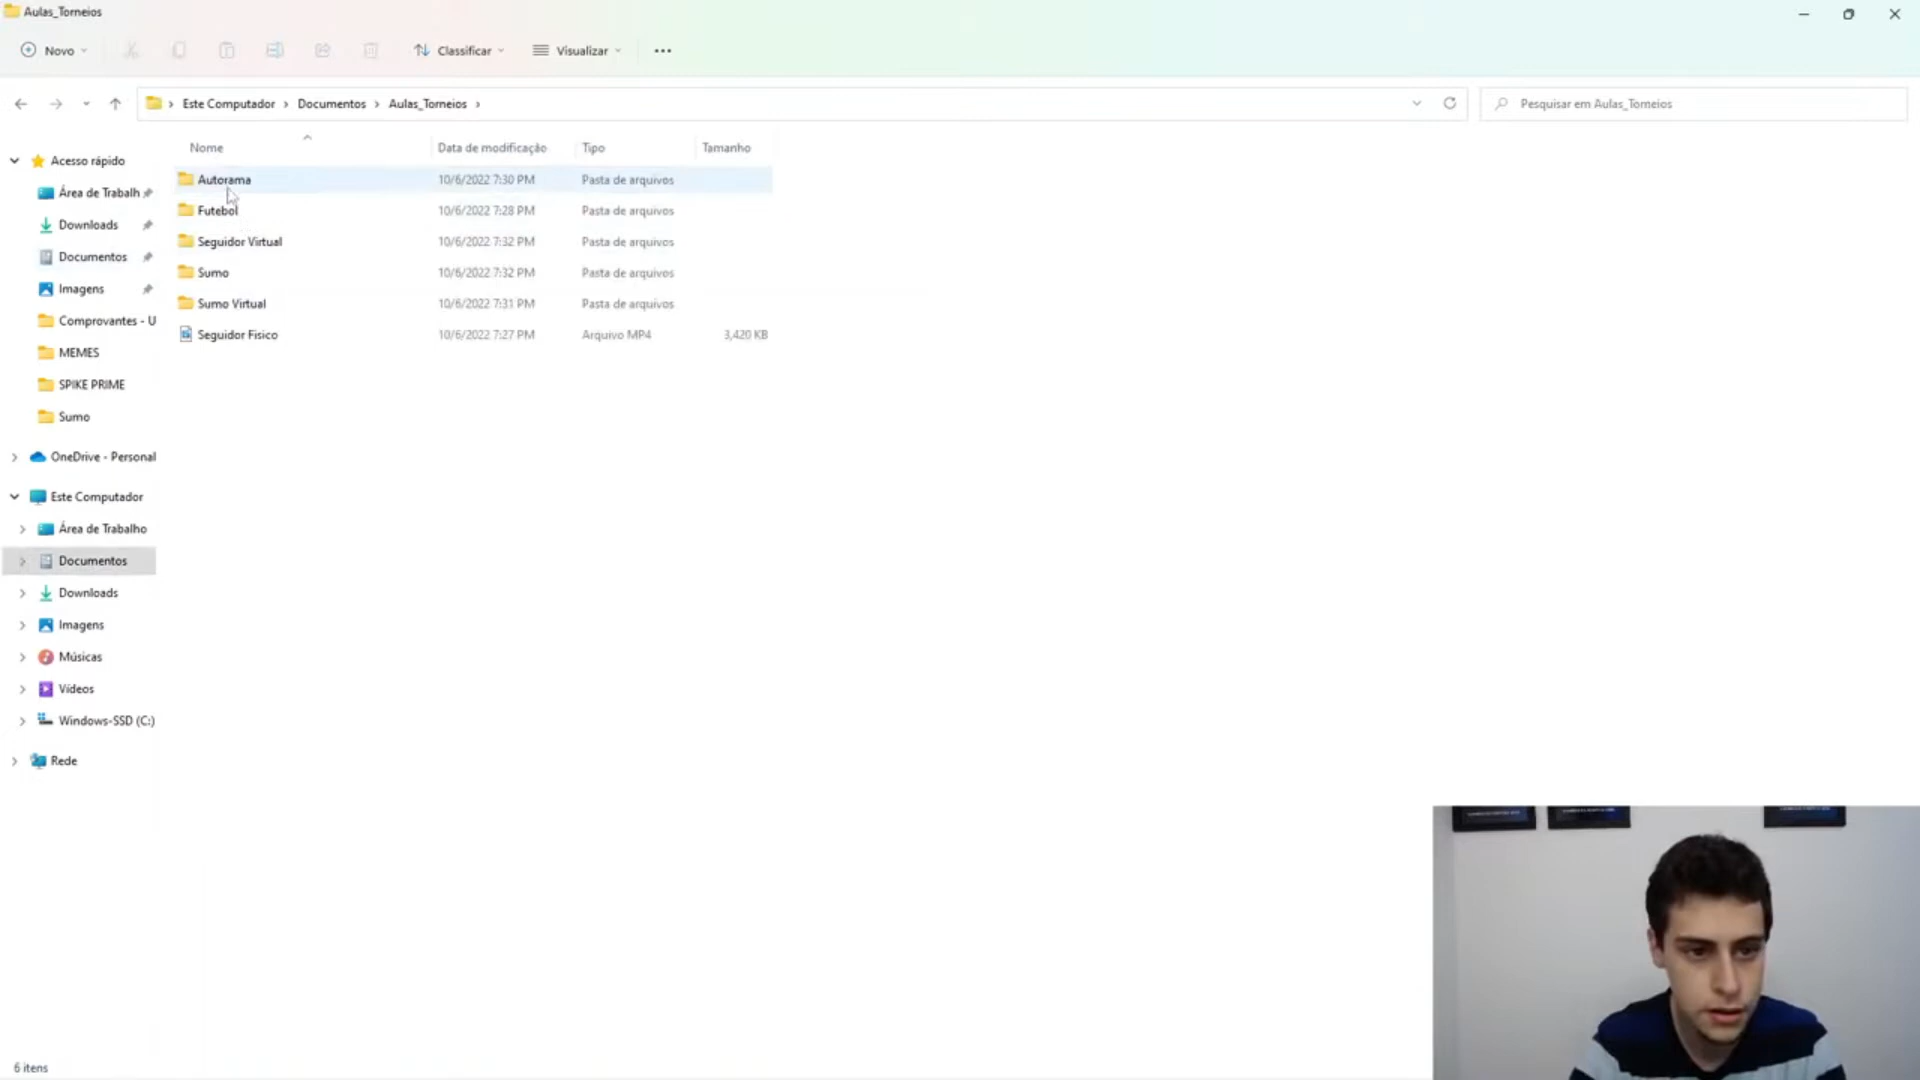 Aulas_Torneios
Novo
Classificar
Visualizar
Este Computador
Documentos
Aulas_Torneios
Pesquisar em Aulas_Torneios
Nome
Data de modificação
Tipo
Tamanho
Autorama 10/6/2022 7:30 PM Pasta de arquivos
Futebol 10/6/2022 7:28 PM Pasta de arquivos
Seguidor Virtual 10/6/2022 7:32 PM Pasta de arquivos
Sumo 10/6/2022 7:32 PM Pasta de arquivos
Sumo Virtual 10/6/2022 7:31 PM Pasta de arquivos
Seguidor Fisico 10/6/2022 7:27 PM Arquivo MP4 3,420 KB
Acesso rápido
Área de Trabalh
Downloads
Documentos
Imagens
Comprovantes - U
MEMES
SPIKE PRIME
Sumo
OneDrive - Personal
Este Computador
Área de Trabalho
Documentos
Downloads
Imagens
Músicas
Vídeos
Windows-SSD (C:)
Rede
6 itens